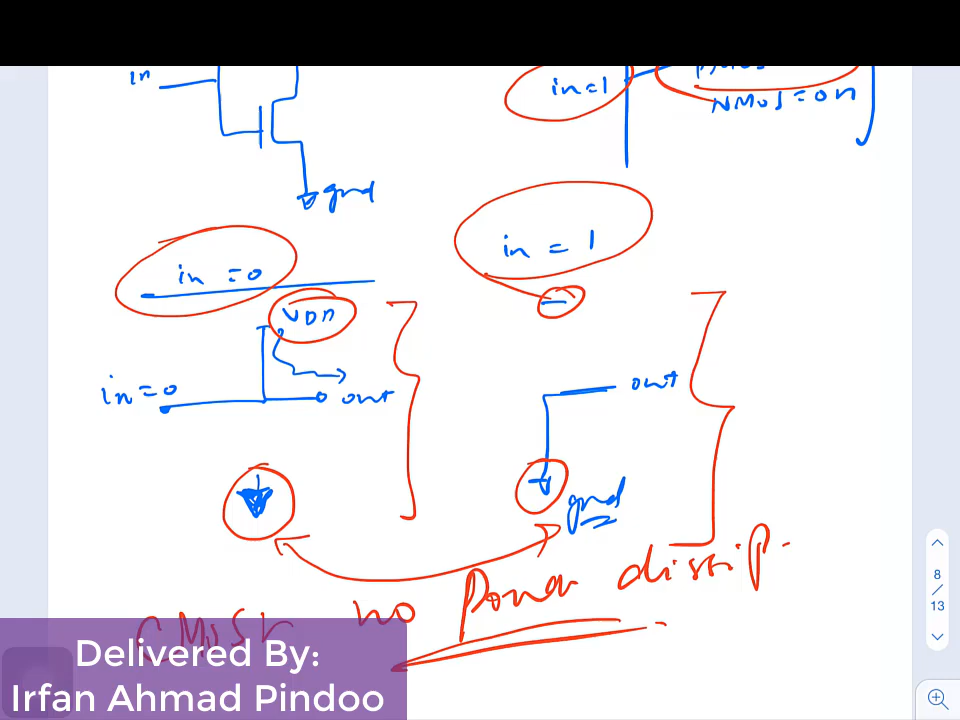 in
in=1
NMOS=on
gnd
in = 1
in =0
VDD
in=0
out
out
gnd
no Power dissip.
CMOS
8
/
13
Delivered By:
Irfan Ahmad Pindoo